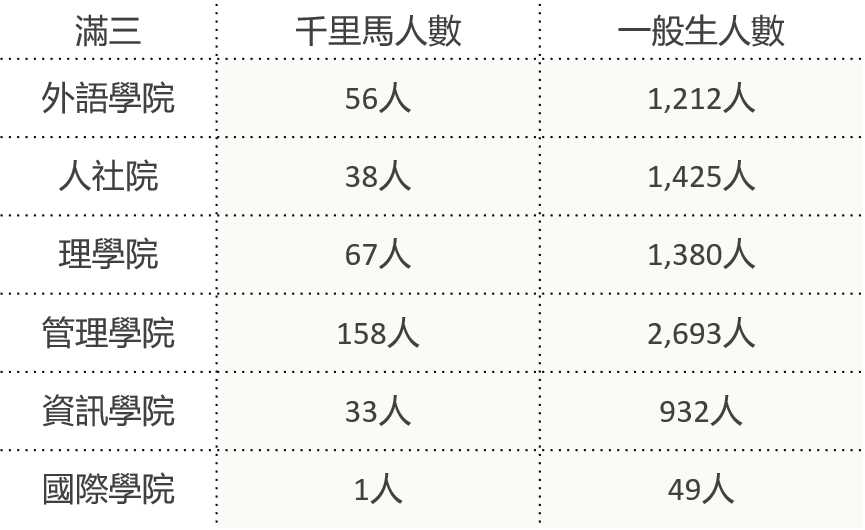 滿三 千里馬人數 一般生人數
外語學院 56人 1,212人
人社院 38人 1,425人
理學院 67人 1,380人
管理學院 158人 2,693人
資訊學院 33人 932人
國際學院 1人 49人